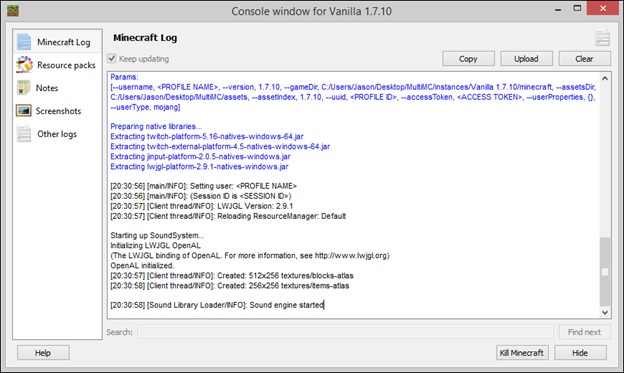 Console window for Vanilla 1.7.10
Minecraft Log
Resource packs
Notes
Screenshots
Other logs
Minecraft Log
Keep updating
Copy
Upload
Clear
Params:
[--username, <PROFILE NAME>, --version, 1.7.10, --gameDir, C:/Users/Jason/Desktop/MultiMC/instances/Vanilla 1.7.10/minecraft, --assetsDir,
C:/Users/Jason/Desktop/MultiMC/assets, --assetIndex, 1.7.10, --uuid, <PROFILE ID>, --accessToken, <ACCESS TOKEN>, --userProperties, {},
--userType, mojang]
Preparing native libraries...
Extracting twitch-platform-5.16-natives-windows-64.jar
Extracting twitch-external-platform-4.5-natives-windows-64.jar
Extracting jinput-platform-2.0.5-natives-windows.jar
Extracting lwjgl-platform-2.9.1-natives-windows.jar
[20:30:56] [main/INFO]: Setting user: <PROFILE NAME>
[20:30:56] [main/INFO]: (Session ID is <SESSION ID>)
[20:30:57] [Client thread/INFO]: LWJGL Version: 2.9.1
[20:30:57] [Client thread/INFO]: Reloading ResourceManager: Default
Starting up SoundSystem...
Initializing LWJGL OpenAL
(The LWJGL binding of OpenAL. For more information, see http://www.lwjgl.org)
OpenAL initialized.
[20:30:57] [Client thread/INFO]: Created: 512x256 textures/blocks-atlas
[20:30:58] [Client thread/INFO]: Created: 256x256 textures/items-atlas
[20:30:58] [Sound Library Loader/INFO]: Sound engine started
Search:
Find next
Help
Kill Minecraft
Hide